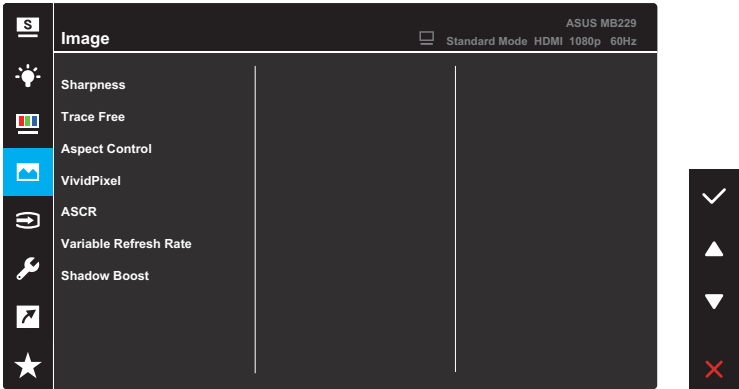 S
ASUS MB229
Image
Standard Mode HDMI 1080p 60Hz
Sharpness
Trace Free
Aspect Control
VividPixel
ASCR
Variable Refresh Rate
Shadow Boost